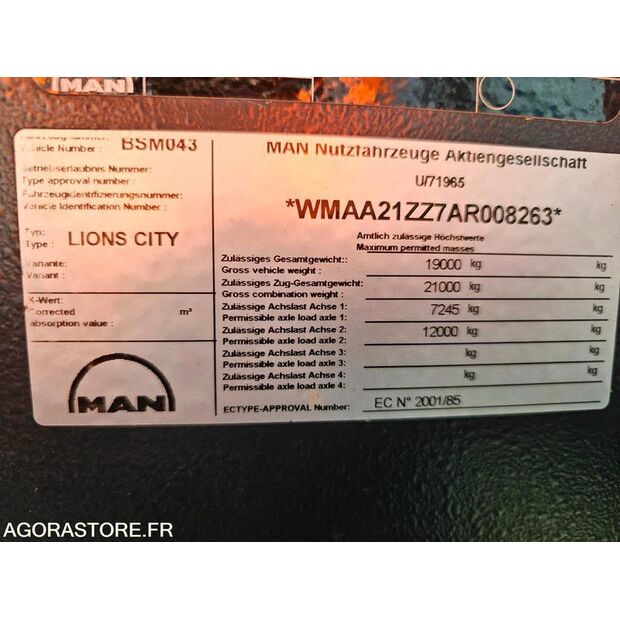 MAN
Fahrzeugnummer:
Vehicle Number : BSM043
Betriebserlaubnis Nummer:
Type approval number :
Fahrzeugidentifizierungsnummer:
Vehicle Identification Number :
Typ:
Type : LIONS CITY
Variante:
Variant :
K-Wert:
Corrected m³
absorption value :
MAN
MAN Nutzfahrzeuge Aktiengesellschaft
U/71965
*WMAA21ZZ7AR008263*
Amtlich zulässige Höchstwerte
Maximum permitted masses
Zulässiges Gesamtgewicht::
Gross vehicle weight : 19000 kg kg
Zulässiges Zug-Gesamtgewicht:
Gross combination weight : 21000 kg kg
Zulässige Achslast Achse 1:
Permissible axle load axle 1: 7245 kg kg
Zulässige Achslast Achse 2:
Permissible axle load axle 2: 12000 kg kg
Zulässige Achslast Achse 3:
Permissible axle load axle 3: kg kg
Zulässige Achslast Achse 4:
Permissible axle load axle4: kg kg
ECTYPE-APPROVAL Number: EC N° 2001/85
AGORASTORE.FR